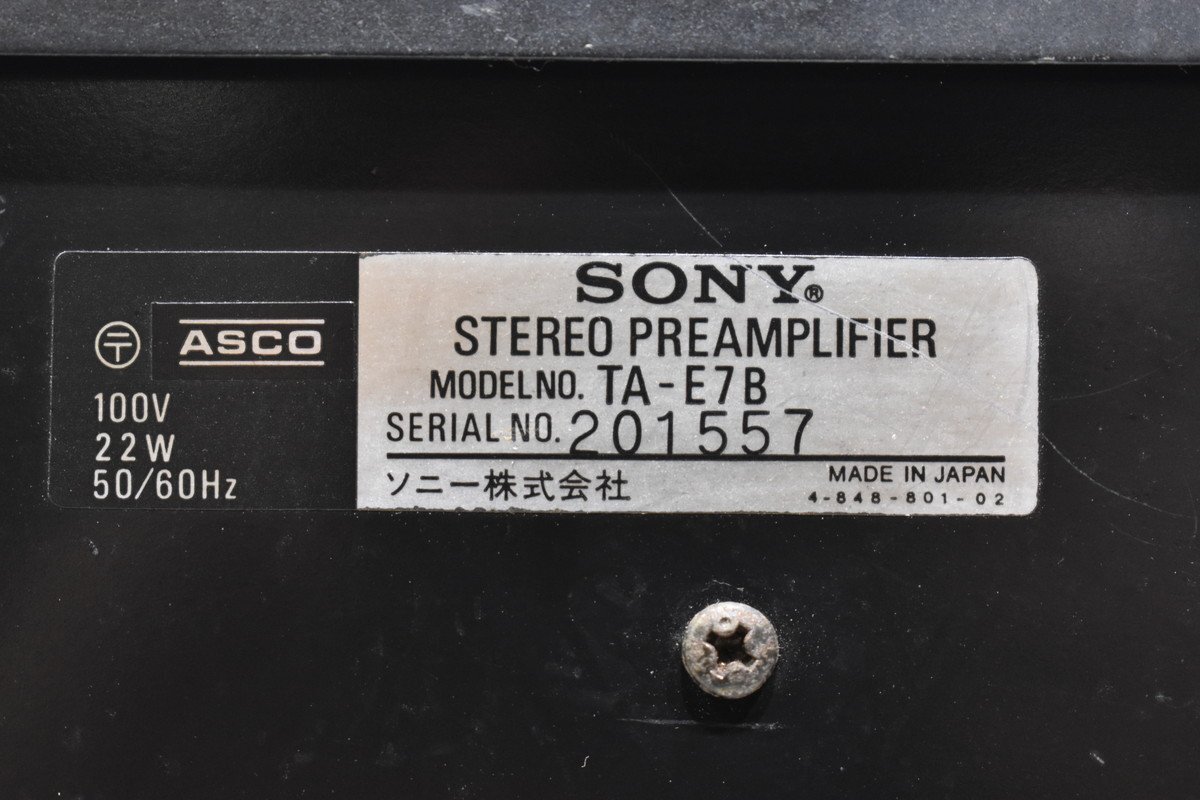 〒 ASCO
100V
22W
50/60Hz
SONY®
STEREO PREAMPLIFIER
MODEL NO. TA-E7B
SERIAL NO. 201557
ソニー株式会社
MADE IN JAPAN
4-848-801-02